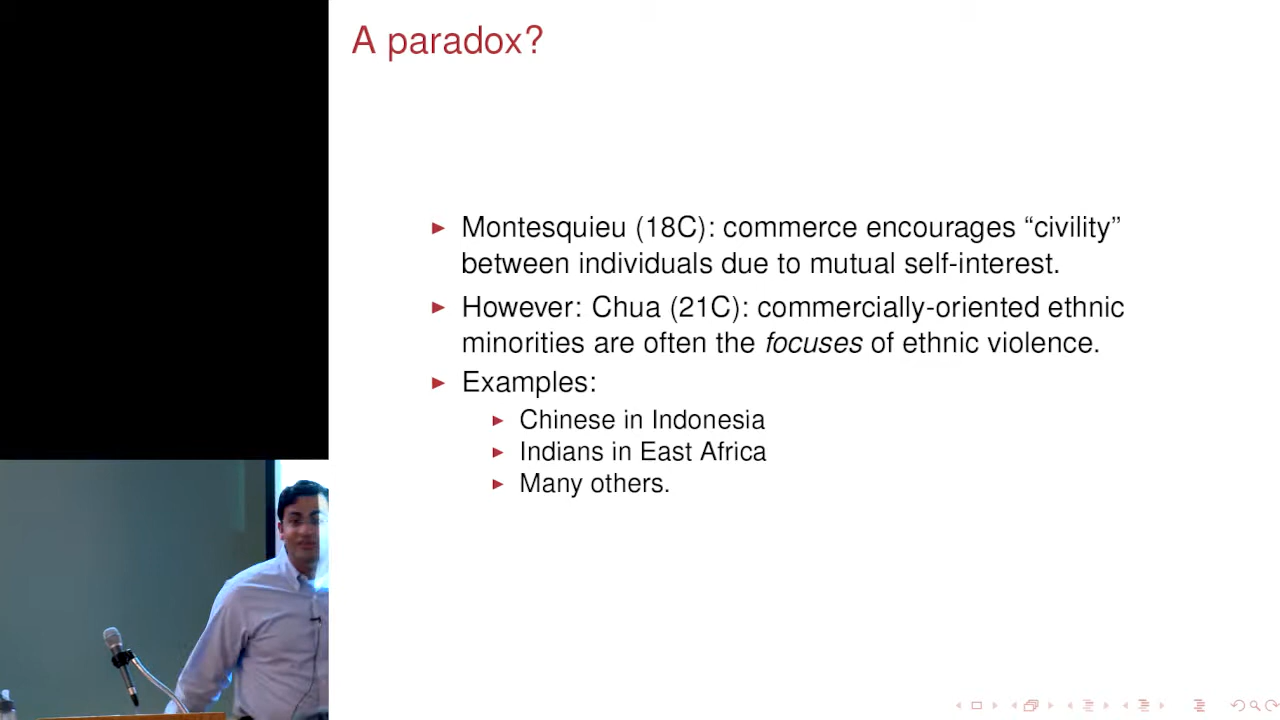 A paradox?
Montesquieu (18C): commerce encourages “civility”
between individuals due to mutual self-interest.
However: Chua (21C): commercially-oriented ethnic
minorities are often the focuses of ethnic violence.
Examples:
Chinese in Indonesia
Indians in East Africa
Many others.